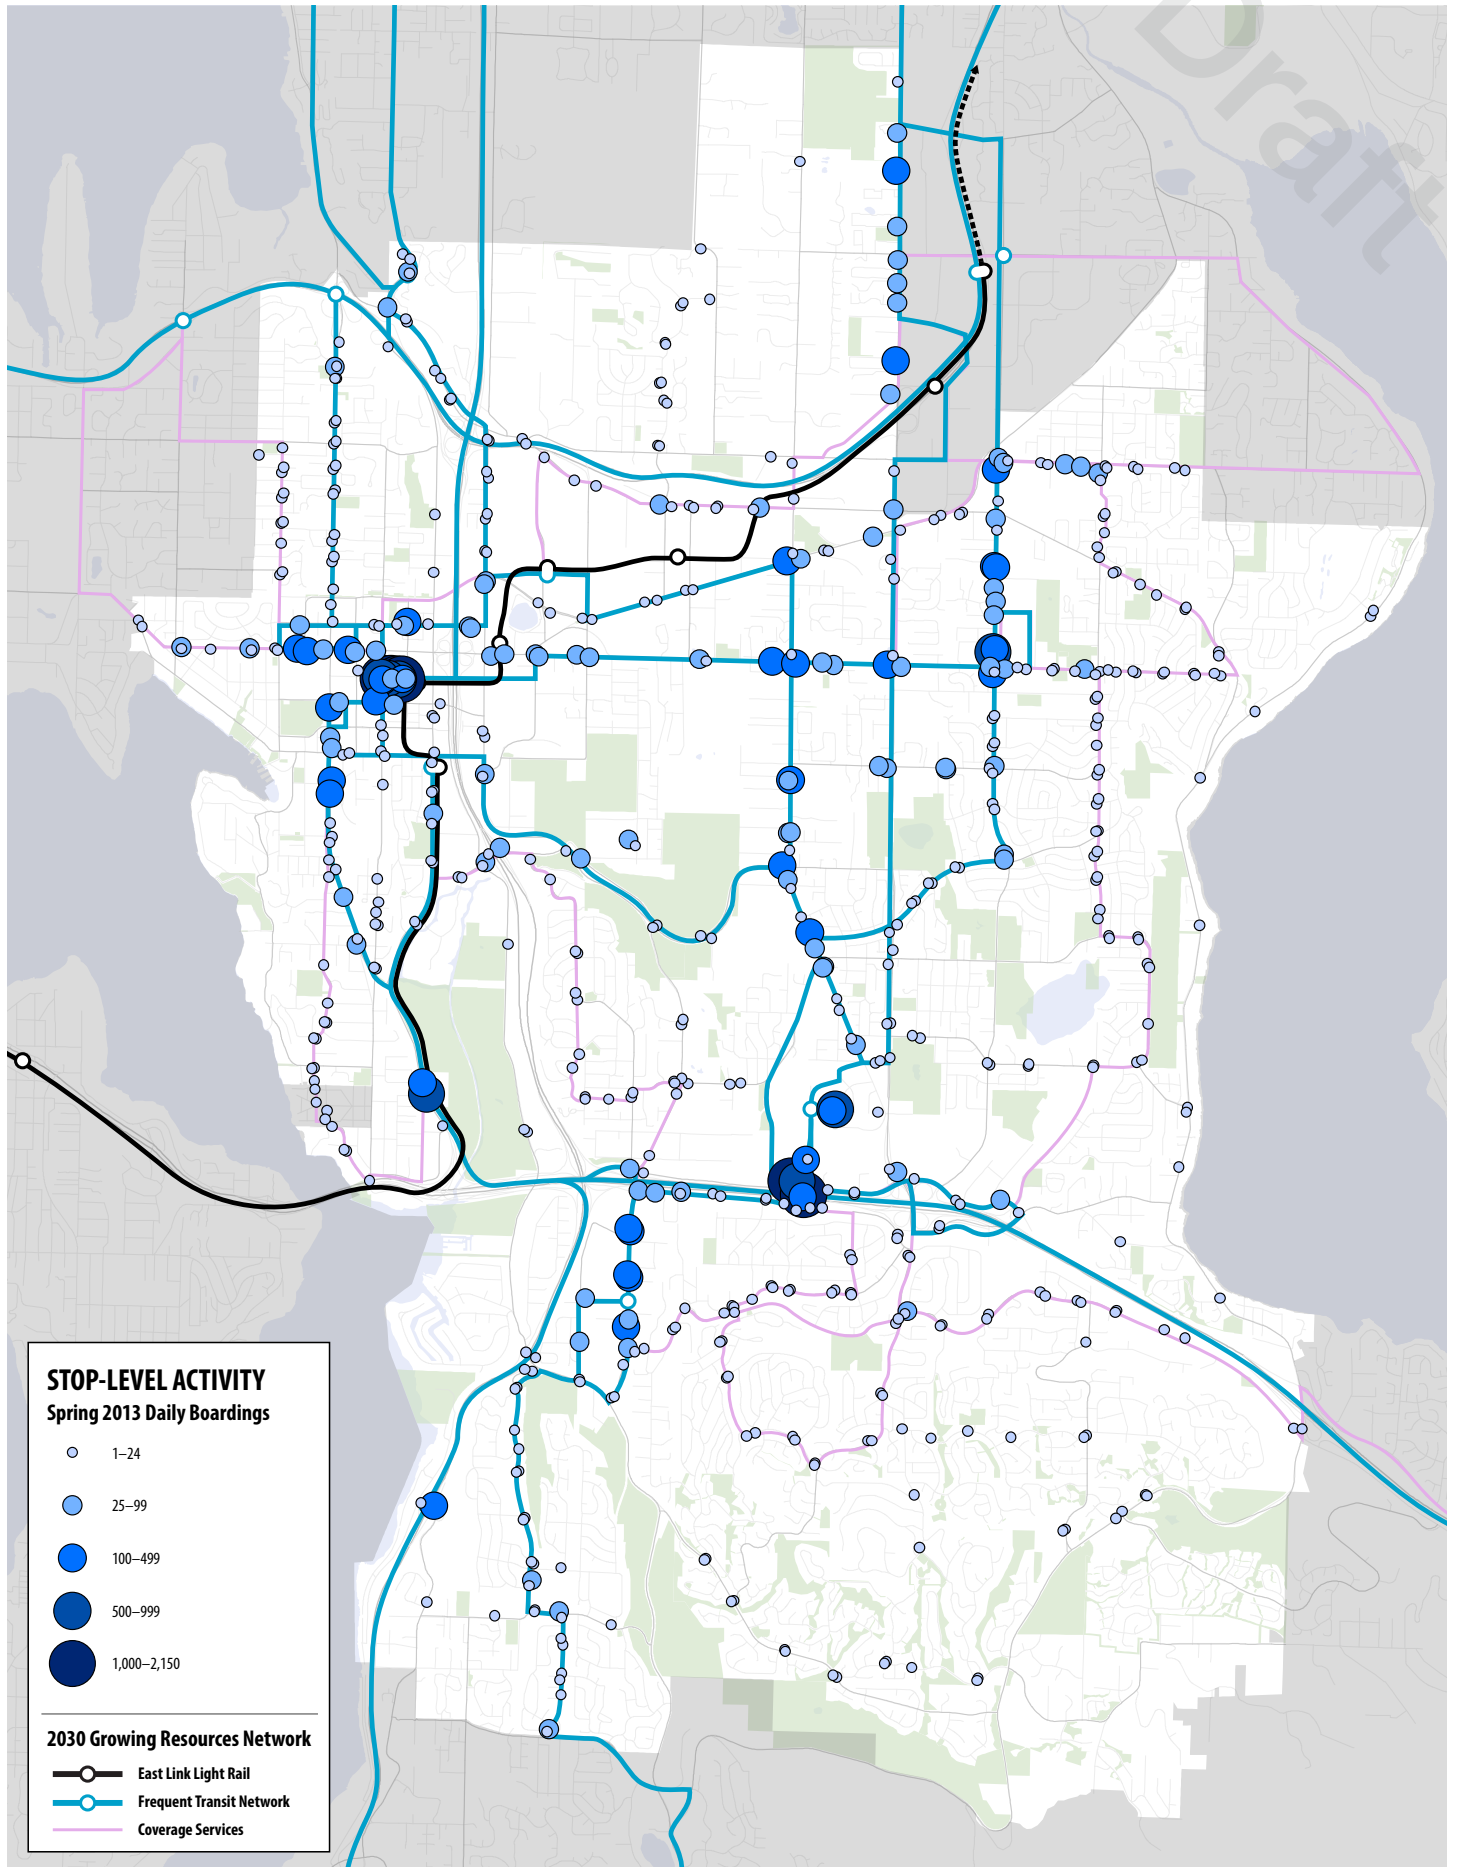 Draft
STOP-LEVEL ACTIVITY
Spring 2013 Daily Boardings
1–24
25–99
100–499
500–999
1,000–2,150
2030 Growing Resources Network
East Link Light Rail
Frequent Transit Network
Coverage Services